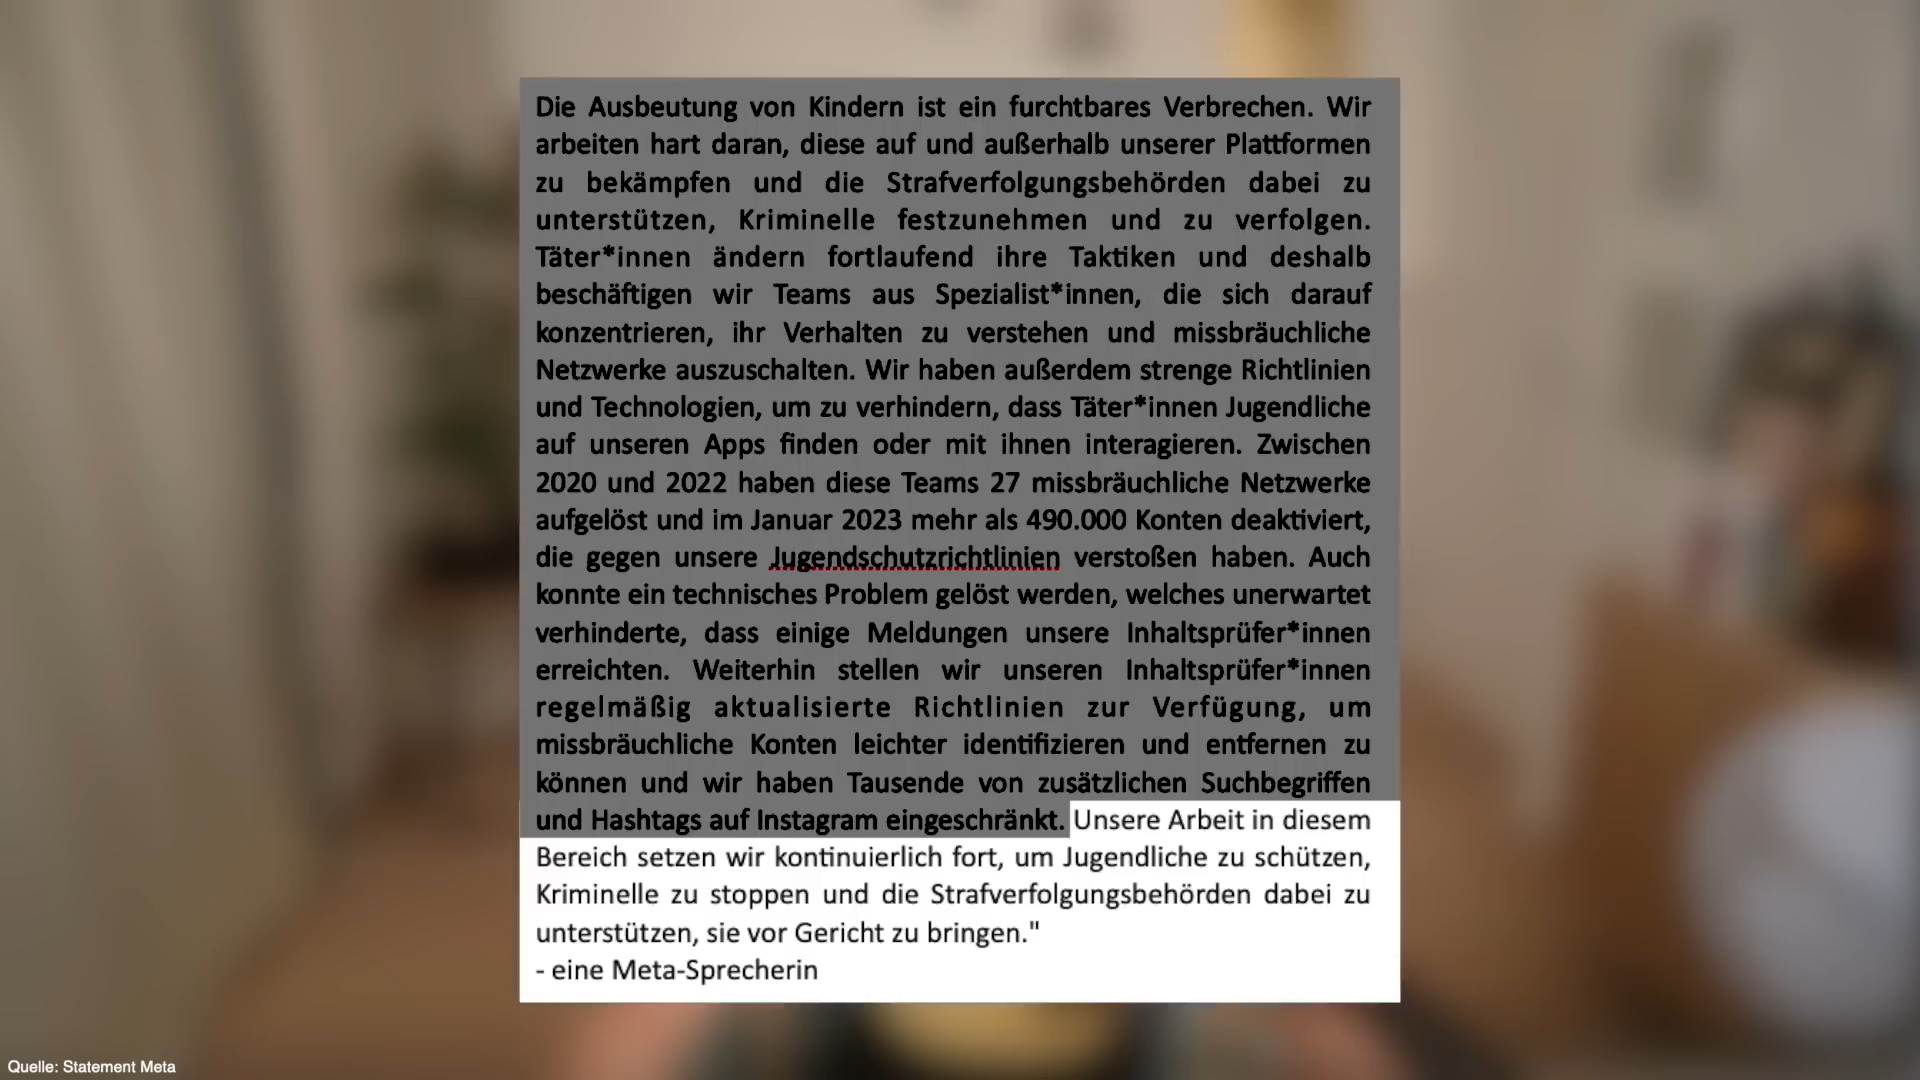 Die Ausbeutung von Kindern ist ein furchtbares Verbrechen. Wir
arbeiten hart daran, diese auf und außerhalb unserer Plattformen
zu bekämpfen und die Strafverfolgungsbehörden dabei zu
unterstützen, Kriminelle festzunehmen und zu verfolgen.
Täter*innen ändern fortlaufend ihre Taktiken und deshalb
beschäftigen wir Teams aus Spezialist*innen, die sich darauf
konzentrieren, ihr Verhalten zu verstehen und missbräuchliche
Netzwerke auszuschalten. Wir haben außerdem strenge Richtlinien
und Technologien, um zu verhindern, dass Täter*innen Jugendliche
auf unseren Apps finden oder mit ihnen interagieren. Zwischen
2020 und 2022 haben diese Teams 27 missbräuchliche Netzwerke
aufgelöst und im Januar 2023 mehr als 490.000 Konten deaktiviert,
die gegen unsere Jugendschutzrichtlinien verstoßen haben. Auch
konnte ein technisches Problem gelöst werden, welches unerwartet
verhinderte, dass einige Meldungen unsere Inhaltsprüfer*innen
erreichten. Weiterhin stellen wir unseren Inhaltsprüfer*innen
regelmäßig aktualisierte Richtlinien zur Verfügung, um
missbräuchliche Konten leichter identifizieren und entfernen zu
können und wir haben Tausende von zusätzlichen Suchbegriffen
und Hashtags auf Instagram eingeschränkt. Unsere Arbeit in diesem
Bereich setzen wir kontinuierlich fort, um Jugendliche zu schützen,
Kriminelle zu stoppen und die Strafverfolgungsbehörden dabei zu
unterstützen, sie vor Gericht zu bringen."
- eine Meta-Sprecherin
Quelle: Statement Meta